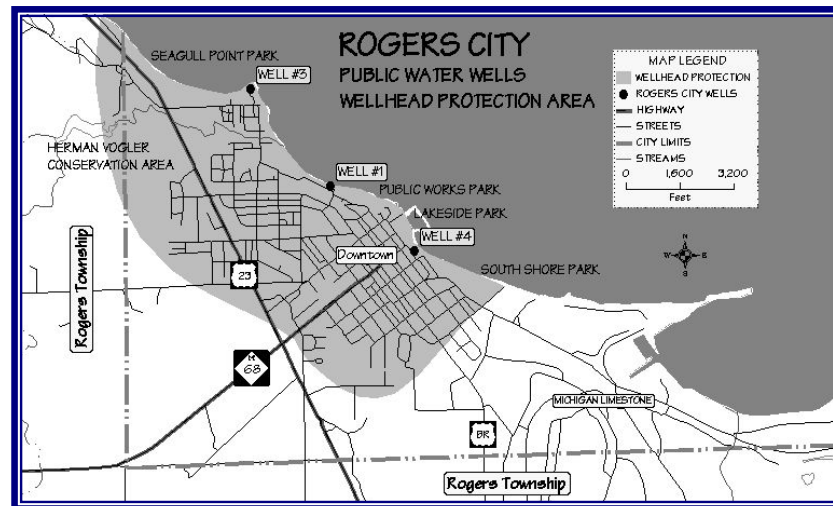 ROGERS CITY
PUBLIC WATER WELLS
WELLHEAD PROTECTION AREA
SEAGULL POINT PARK
WELL #3
MAP LEGEND
WELLHEAD PROTECTION
ROGERS CITY WELLS
HIGHWAY
STREETS
CITY LIMITS
STREAMS
0 1,600 3,200
Feet
HERMAN VOGLER
CONSERVATION AREA
WELL #1
PUBLIC WORKS PARK
LAKESIDE PARK
WELL #4
Downtown
SOUTH SHORE PARK
N
W E
S
Rogers Township
23
M
68
MICHIGAN LIMESTONE
BR
Rogers Township